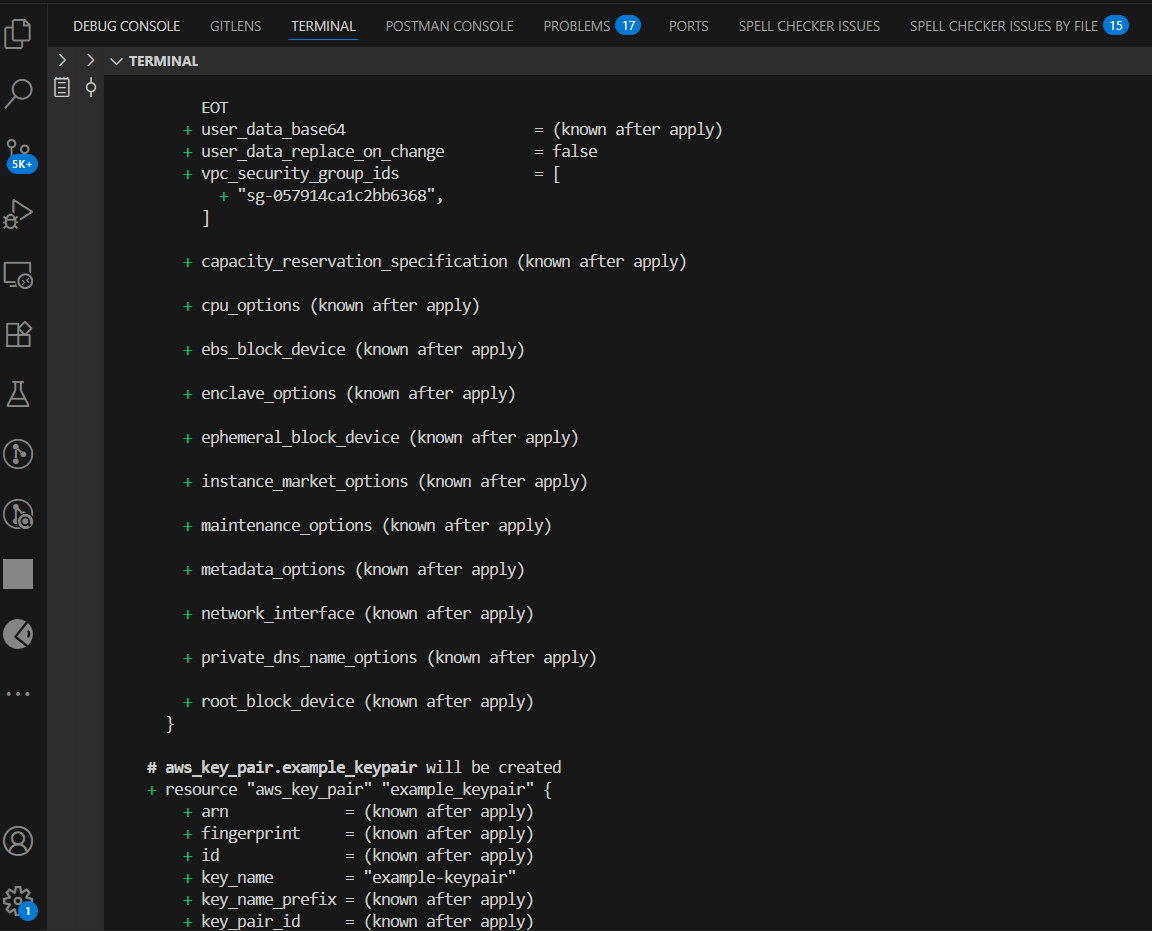 DEBUG CONSOLE GITLENS TERMINAL POSTMAN CONSOLE PROBLEMS 17 PORTS SPELL CHECKER ISSUES SPELL CHECKER ISSUES BY FILE 15
TERMINAL
EOT
+ user_data_base64 = (known after apply)
+ user_data_replace_on_change = false
5K+
+ vpc_security_group_ids = [
+ "sg-057914ca1c2bb6368",
]
+ capacity_reservation_specification (known after apply)
+ cpu_options (known after apply)
+ ebs_block_device (known after apply)
+ enclave_options (known after apply)
+ ephemeral_block_device (known after apply)
+ instance_market_options (known after apply)
+ maintenance_options (known after apply)
+ metadata_options (known after apply)
+ network_interface (known after apply)
+ private_dns_name_options (known after apply)
+ root_block_device (known after apply)
}
# aws_key_pair.example_keypair will be created
+ resource "aws_key_pair" "example_keypair" {
+ arn = (known after apply)
+ fingerprint = (known after apply)
+ id = (known after apply)
+ key_name = "example-keypair"
+ key_name_prefix = (known after apply)
1
+ key_pair_id = (known after apply)